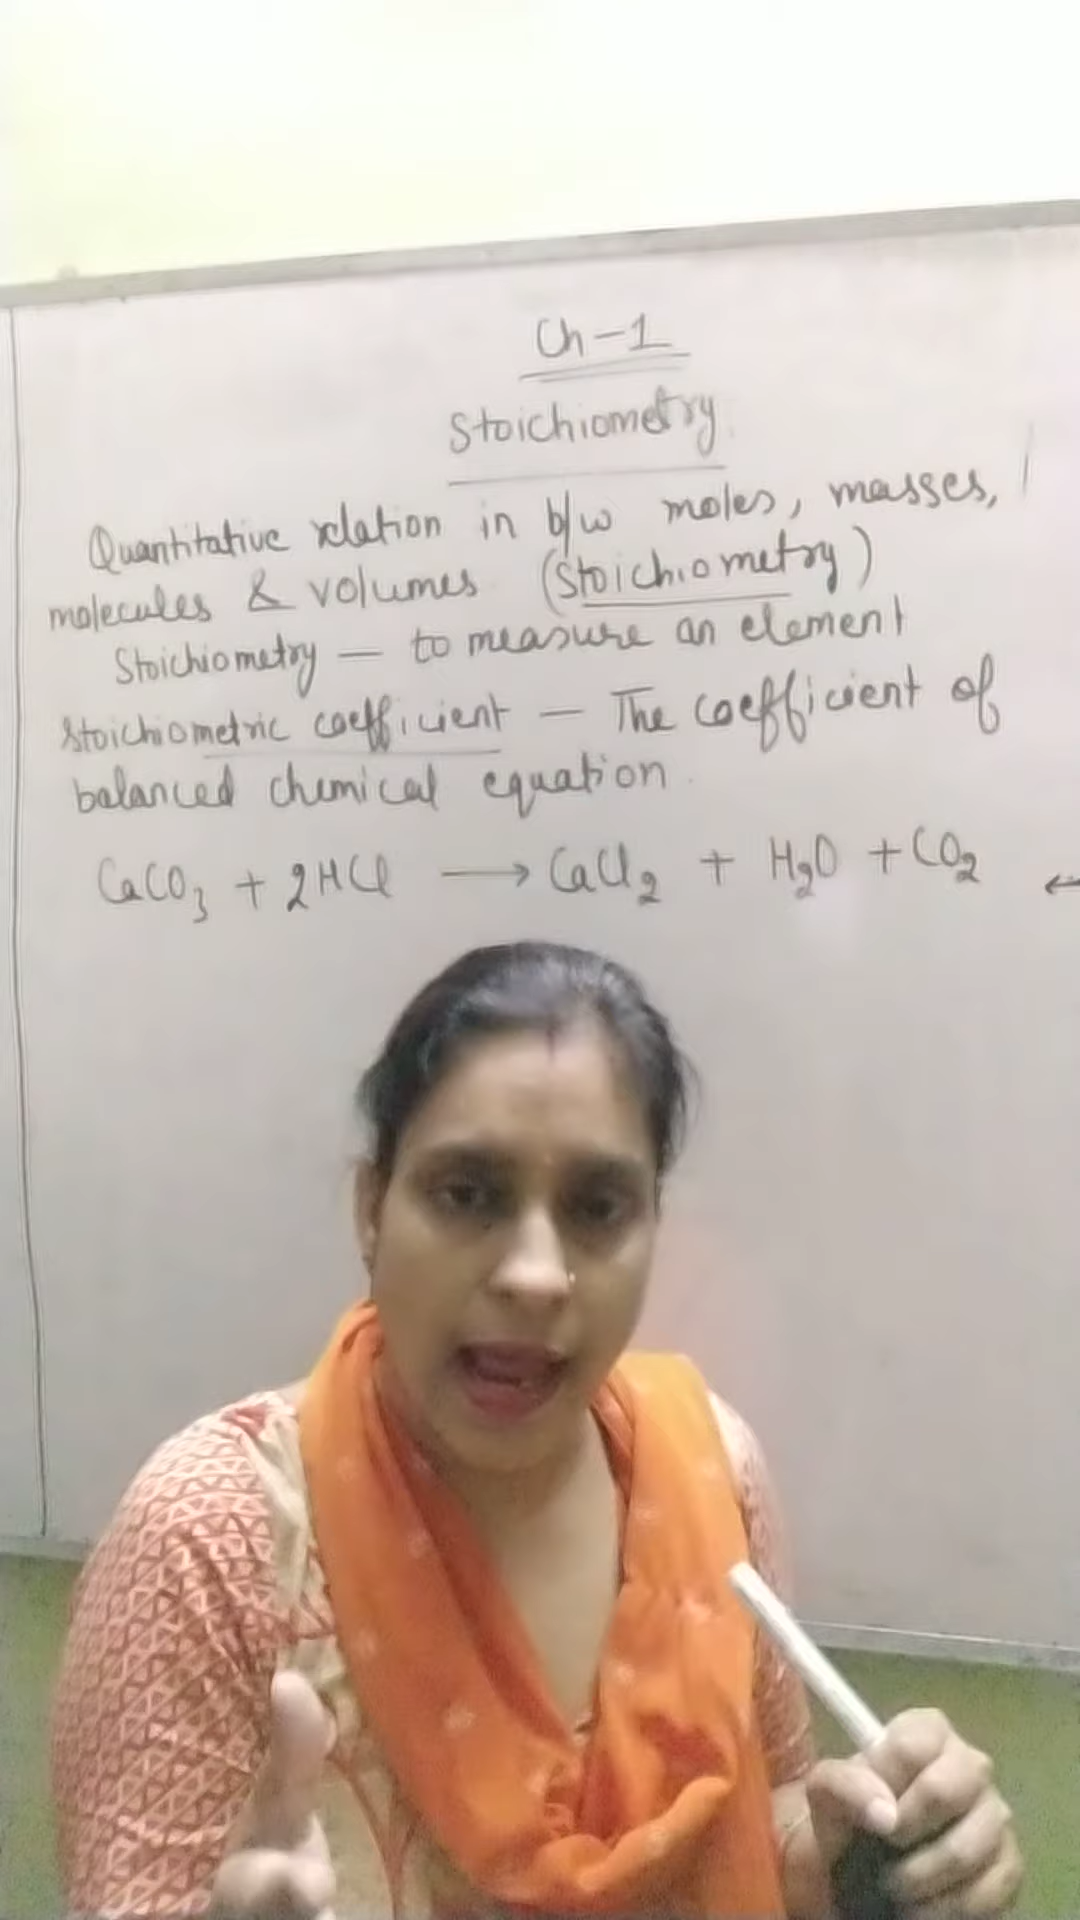 Ch-1
Stoichiometry
Quantitative relation in b/w moles, masses,
molecules & volumes (Stoichiometry)
Stoichiometry — to measure an element
Stoichiometric coefficient — The coefficient of
balanced chemical equation.
CaCO₃ + 2HCl ⟶ CaCl₂ + H₂O + CO₂ ←